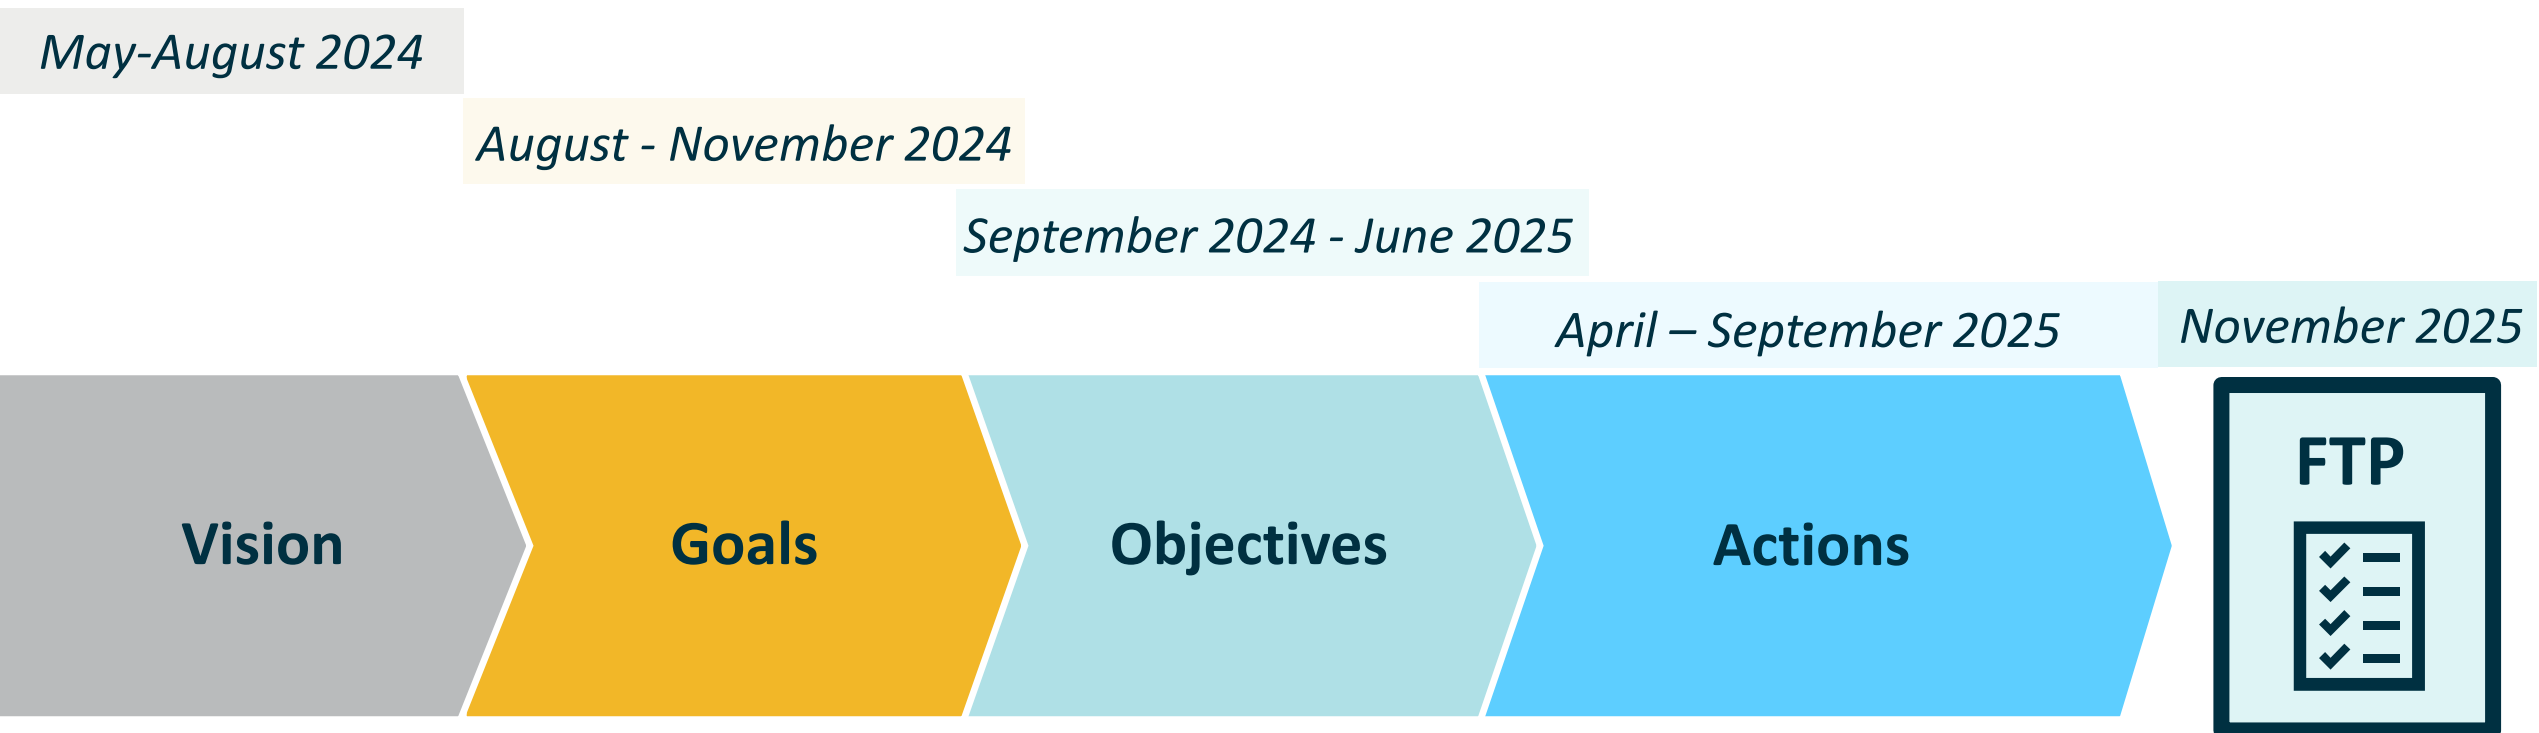 May-August 2024
August - November 2024
September 2024 - June 2025
April – September 2025
November 2025
Vision
Goals
Objectives
Actions
FTP